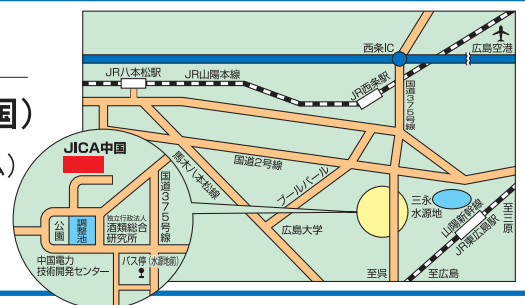 西条IC
広島空港
JR八本松駅
JR山陽本線
JR西条駅
国道375号線
国)
JICA中国
ム)
馬木八本松線
国道2号線
ブールバール
国道375号線
三永
水源地
山陽新幹線
JR東広島駅
至三原
広島大学
公園
調整池
独立行政法人
酒類総合
研究所
中国電力
技術開発センター
バス停(水源地前)
至呉
至広島